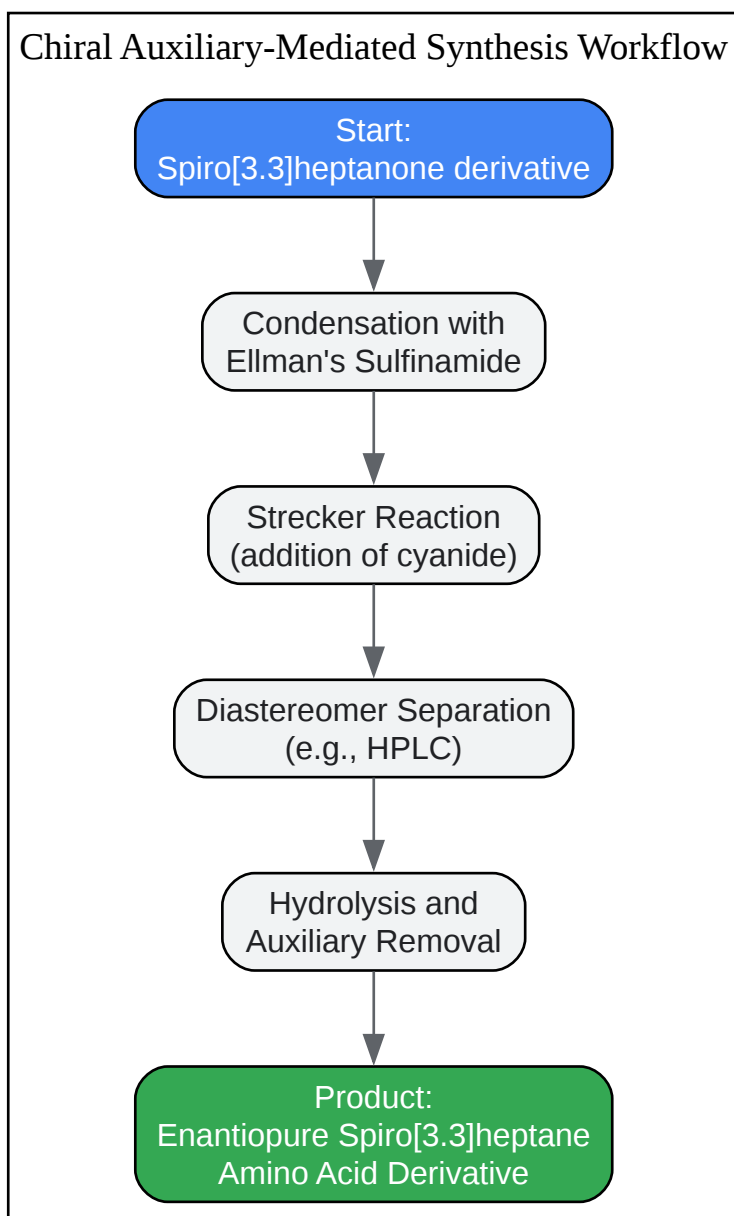 Chiral Auxiliary-Mediated Synthesis Workflow
Start:
Spiro[3.3]heptanone derivative
Condensation with
Ellman's Sulfinamide
Strecker Reaction
(addition of cyanide)
Diastereomer Separation
(e.g., HPLC)
Hydrolysis and
Auxiliary Removal
Product:
Enantiopure Spiro[3.3]heptane
Amino Acid Derivative